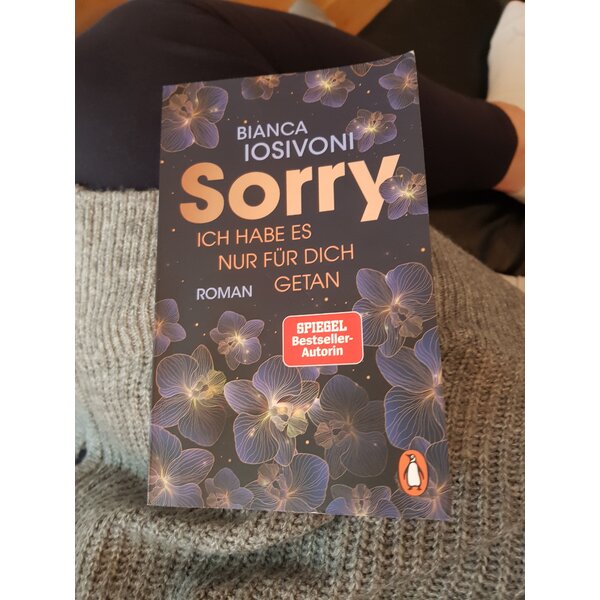 BIANCA
IOSIVONI
Sorry
ICH HABE ES
NUR FÜR DICH
GETAN
ROMAN
SPIEGEL
Bestseller-
Autorin